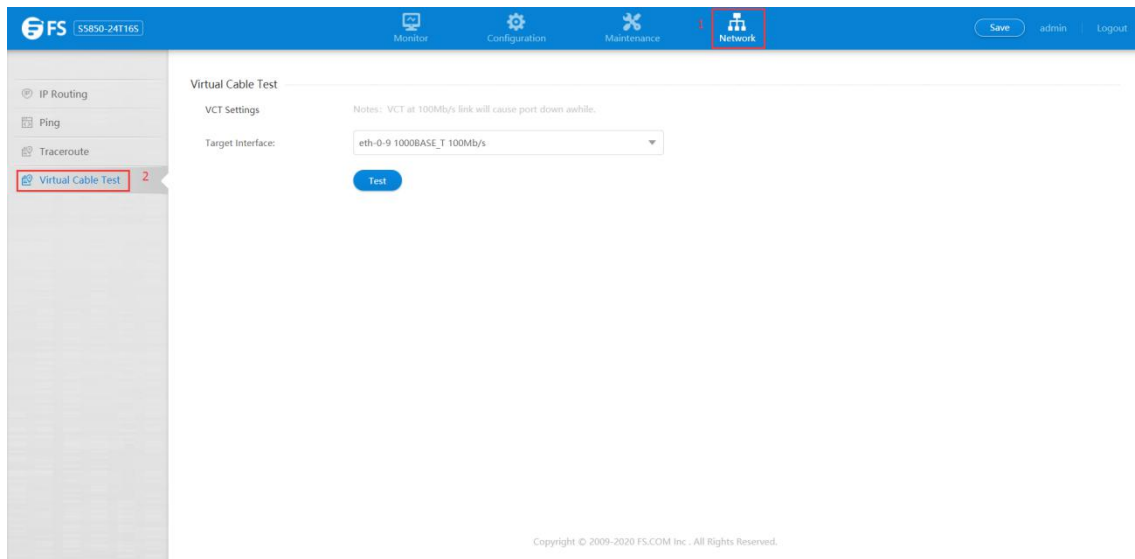 FS S5850-24T16S
Monitor
Configuration
Maintenance
1
Network
Save
admin
Logout
IP Routing
Ping
Traceroute
Virtual Cable Test 2
Virtual Cable Test
VCT Settings
Notes: VCT at 100Mb/s link will cause port down awhile.
Target Interface:
eth-0-9 1000BASE_T 100Mb/s
Test
Copyright © 2009-2020 FS.COM Inc . All Rights Reserved.